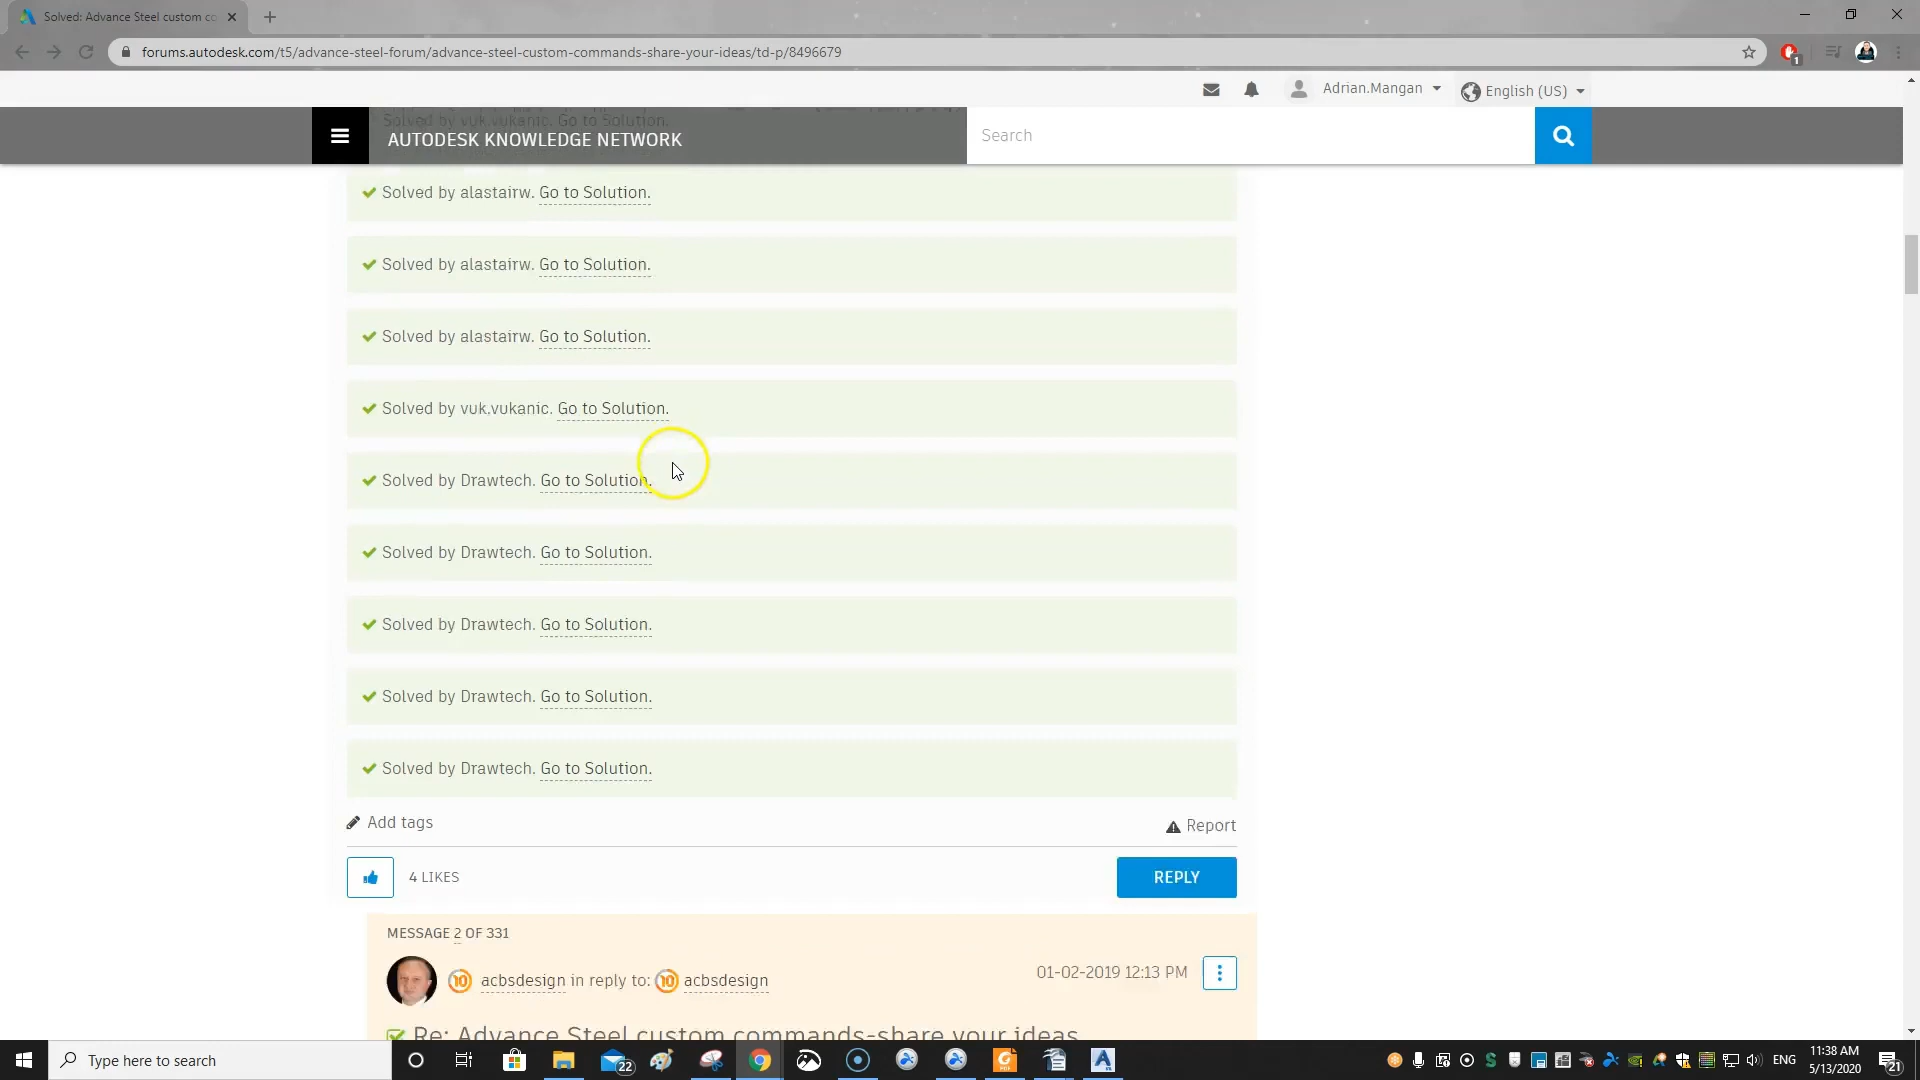 Solved: Advance Steel custom co
forums.autodesk.com/t5/advance-steel-forum/advance-steel-custom-commands-share-your-ideas/td-p/8496679
1
Adrian.Mangan
English (US)
Solved by vuk.vukanic. Go to Solution.
AUTODESK KNOWLEDGE NETWORK
Search
Solved by alastairw. Go to Solution.
Solved by alastairw. Go to Solution.
Solved by alastairw. Go to Solution.
Solved by vuk.vukanic. Go to Solution.
Solved by Drawtech. Go to Solution.
Solved by Drawtech. Go to Solution.
Solved by Drawtech. Go to Solution.
Solved by Drawtech. Go to Solution.
Solved by Drawtech. Go to Solution.
Add tags
Report
4 LIKES
REPLY
MESSAGE 2 OF 331
10 acbsdesign in reply to: 10 acbsdesign
01-02-2019 12:13 PM
Re: Advance Steel custom commands-share your ideas
Type here to search
22
ENG
11:38 AM
5/13/2020
21